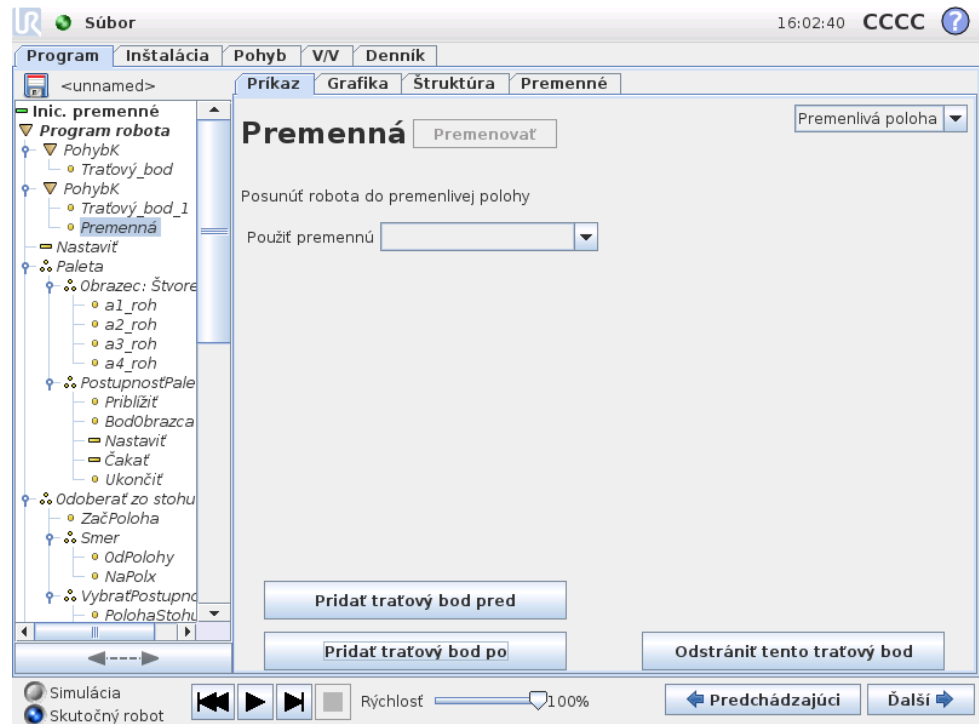 UR Súbor 16:02:40 CCCC ?
Program Inštalácia Pohyb V/V Denník
<unnamed> Príkaz Grafika Štruktúra Premenné
Inic. premenné
Program robota
PohybK
Traťový_bod
PohybK
Traťový_bod_1
Premenná
Nastaviť
Paleta
Obrazec: Štvore
a1_roh
a2_roh
a3_roh
a4_roh
PostupnosťPale
Priblížiť
BodObrazca
Nastaviť
Čakať
Ukončiť
Odoberať zo stohu
ZačPoloha
Smer
OdPolohy
NaPolx
VybraťPostupno
PolohaStohu
Premenná Premenovať Premenlivá poloha
Posunúť robota do premenlivej polohy
Použiť premennú
Pridať traťový bod pred
Pridať traťový bod po Odstrániť tento traťový bod
Simulácia
Skutočný robot
Rýchlosť 100% Predchádzajúci Ďalší